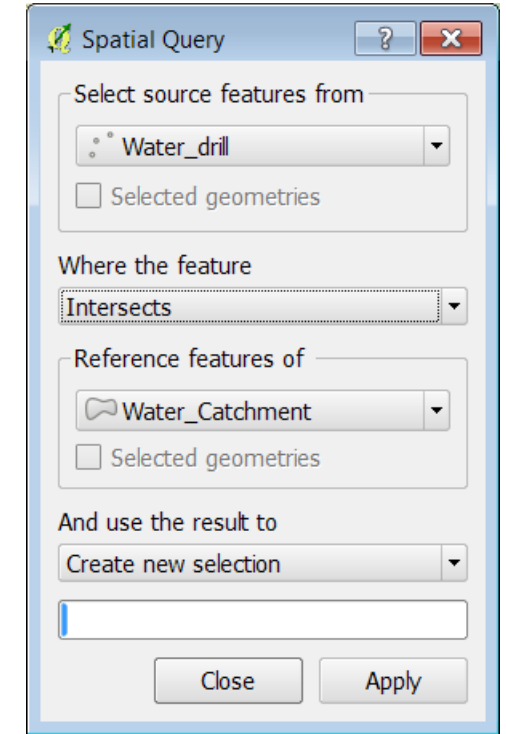 Spatial Query
?
Select source features from
Water_drill
Selected geometries
Where the feature
Intersects
Reference features of
Water_Catchment
Selected geometries
And use the result to
Create new selection
Close Apply